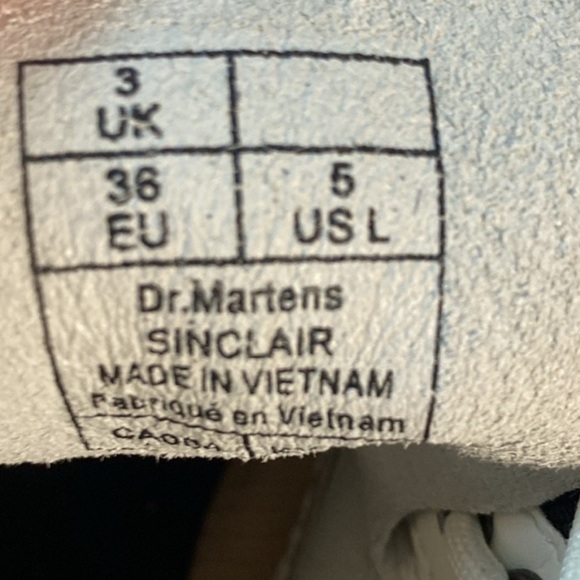 3
UK
36
EU
5
US L
Dr.Martens
SINCLAIR
MADE IN VIETNAM
Fabriqué en Vietnam